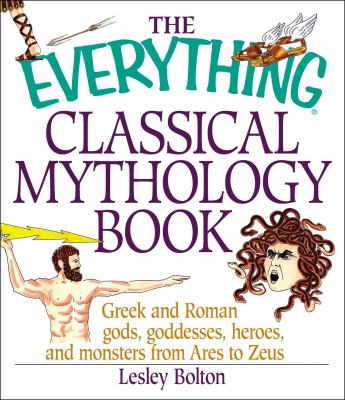 THE
EVERYTHING®
CLASSICAL
MYTHOLOGY
BOOK
Greek and Roman
gods, goddesses, heroes,
and monsters from Ares to Zeus
Lesley Bolton